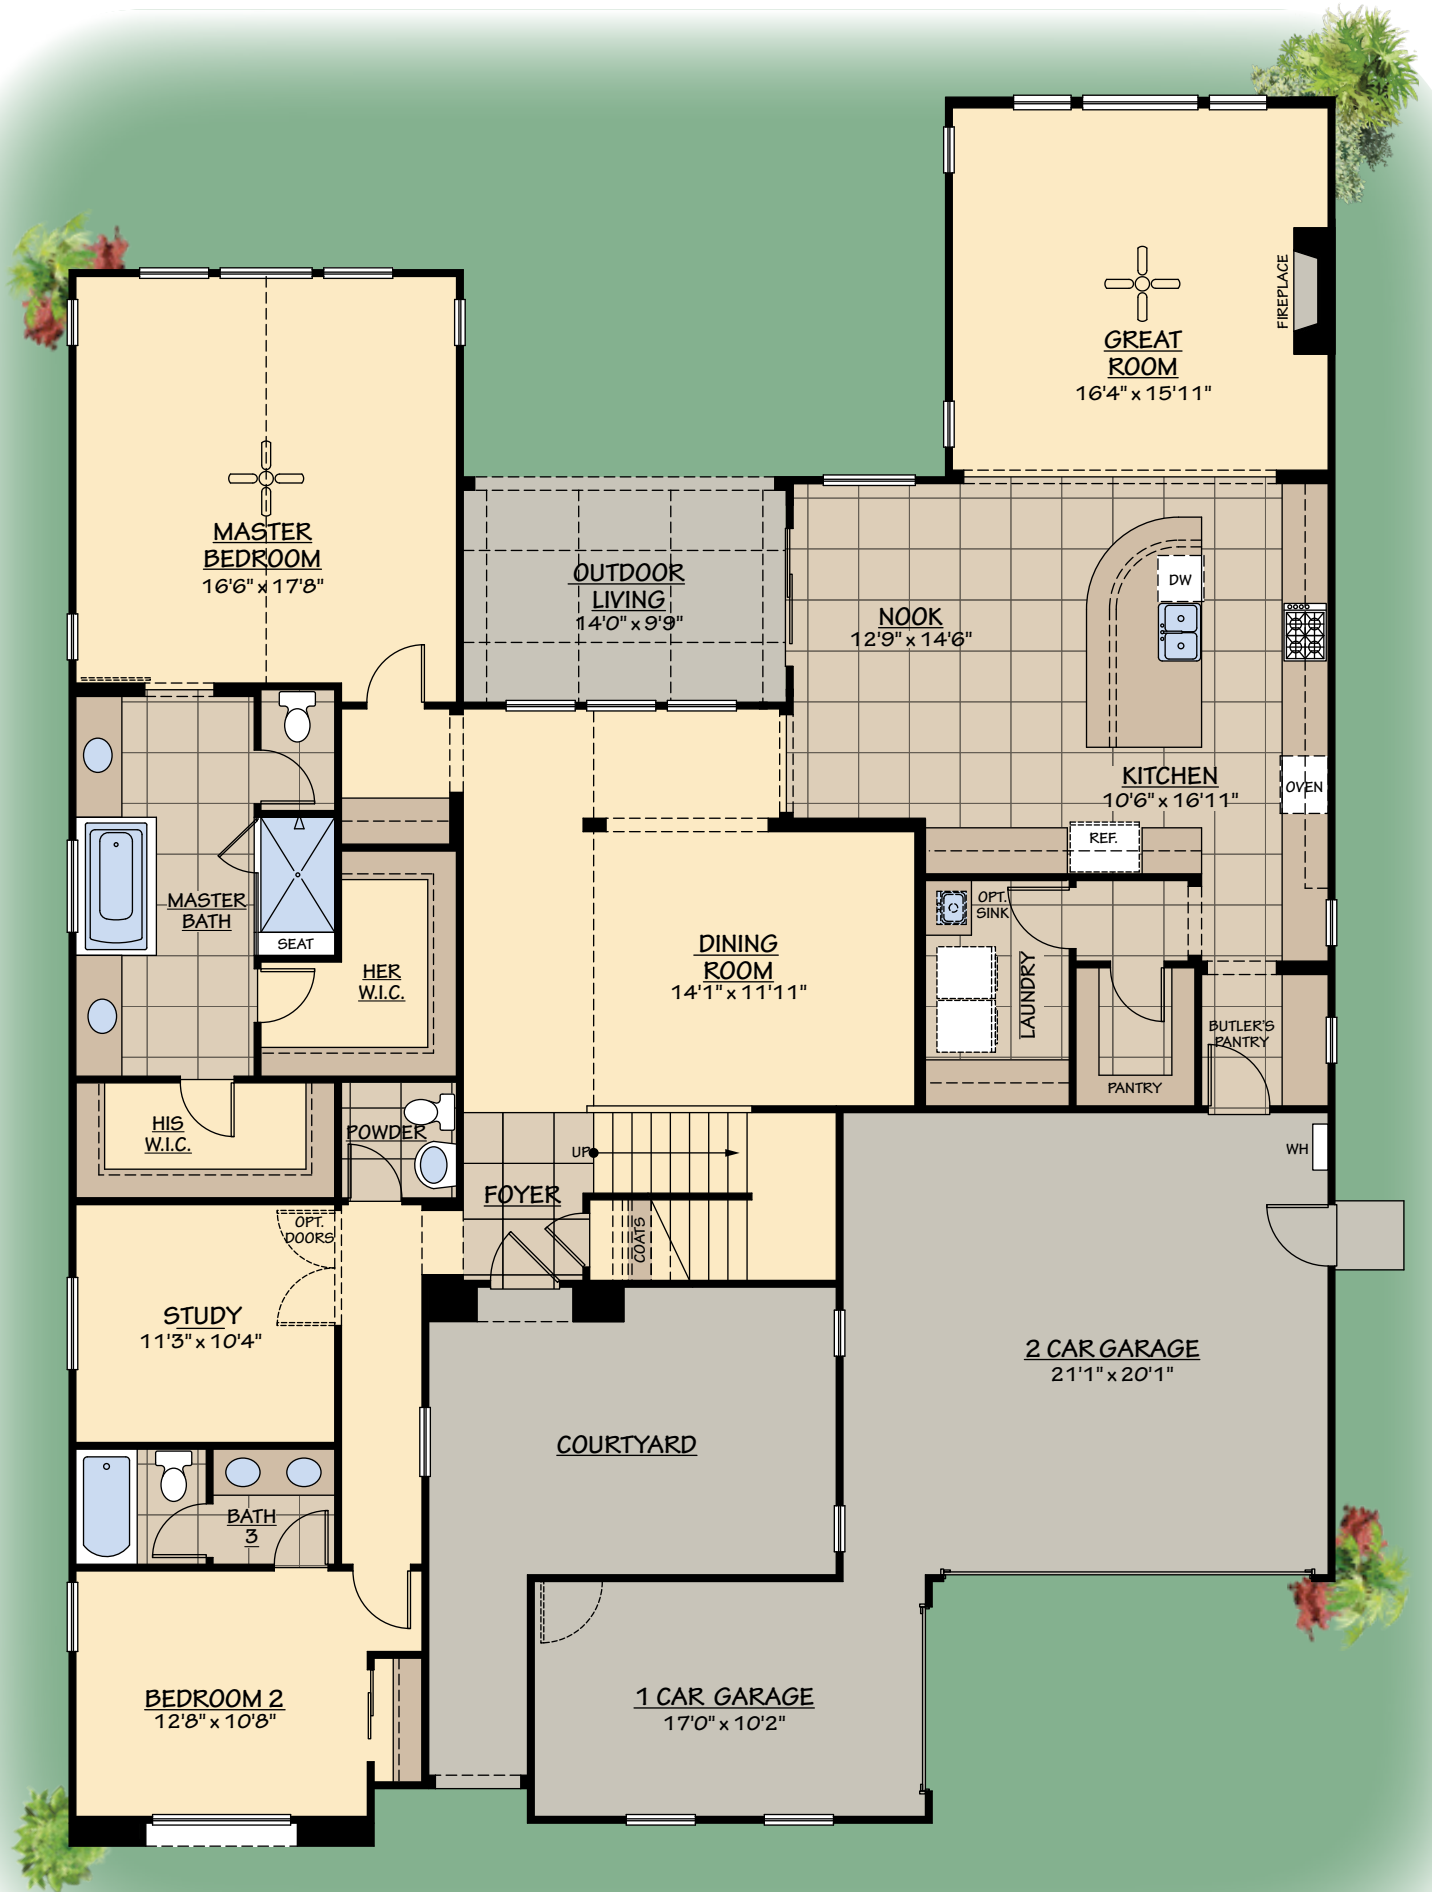 FIREPLACE
GREAT
ROOM
16'4" x 15'11"
MASTER
BEDROOM
16'6" x 17'8"
OUTDOOR
LIVING
14'0" x 9'9"
NOOK
12'9" x 14'6"
DW
KITCHEN
10'6" x 16'11"
OVEN
REF.
MASTER
BATH
SEAT
HER
W.I.C.
DINING
ROOM
14'1" x 11'11"
OPT.
SINK
LAUNDRY
BUTLER'S
PANTRY
PANTRY
HIS
W.I.C.
POWDER
UP
FOYER
COATS
WH
OPT.
DOORS
STUDY
11'3" x 10'4"
2 CAR GARAGE
21'1" x 20'1"
COURTYARD
BATH
3
BEDROOM 2
12'8" x 10'8"
1 CAR GARAGE
17'0" x 10'2"